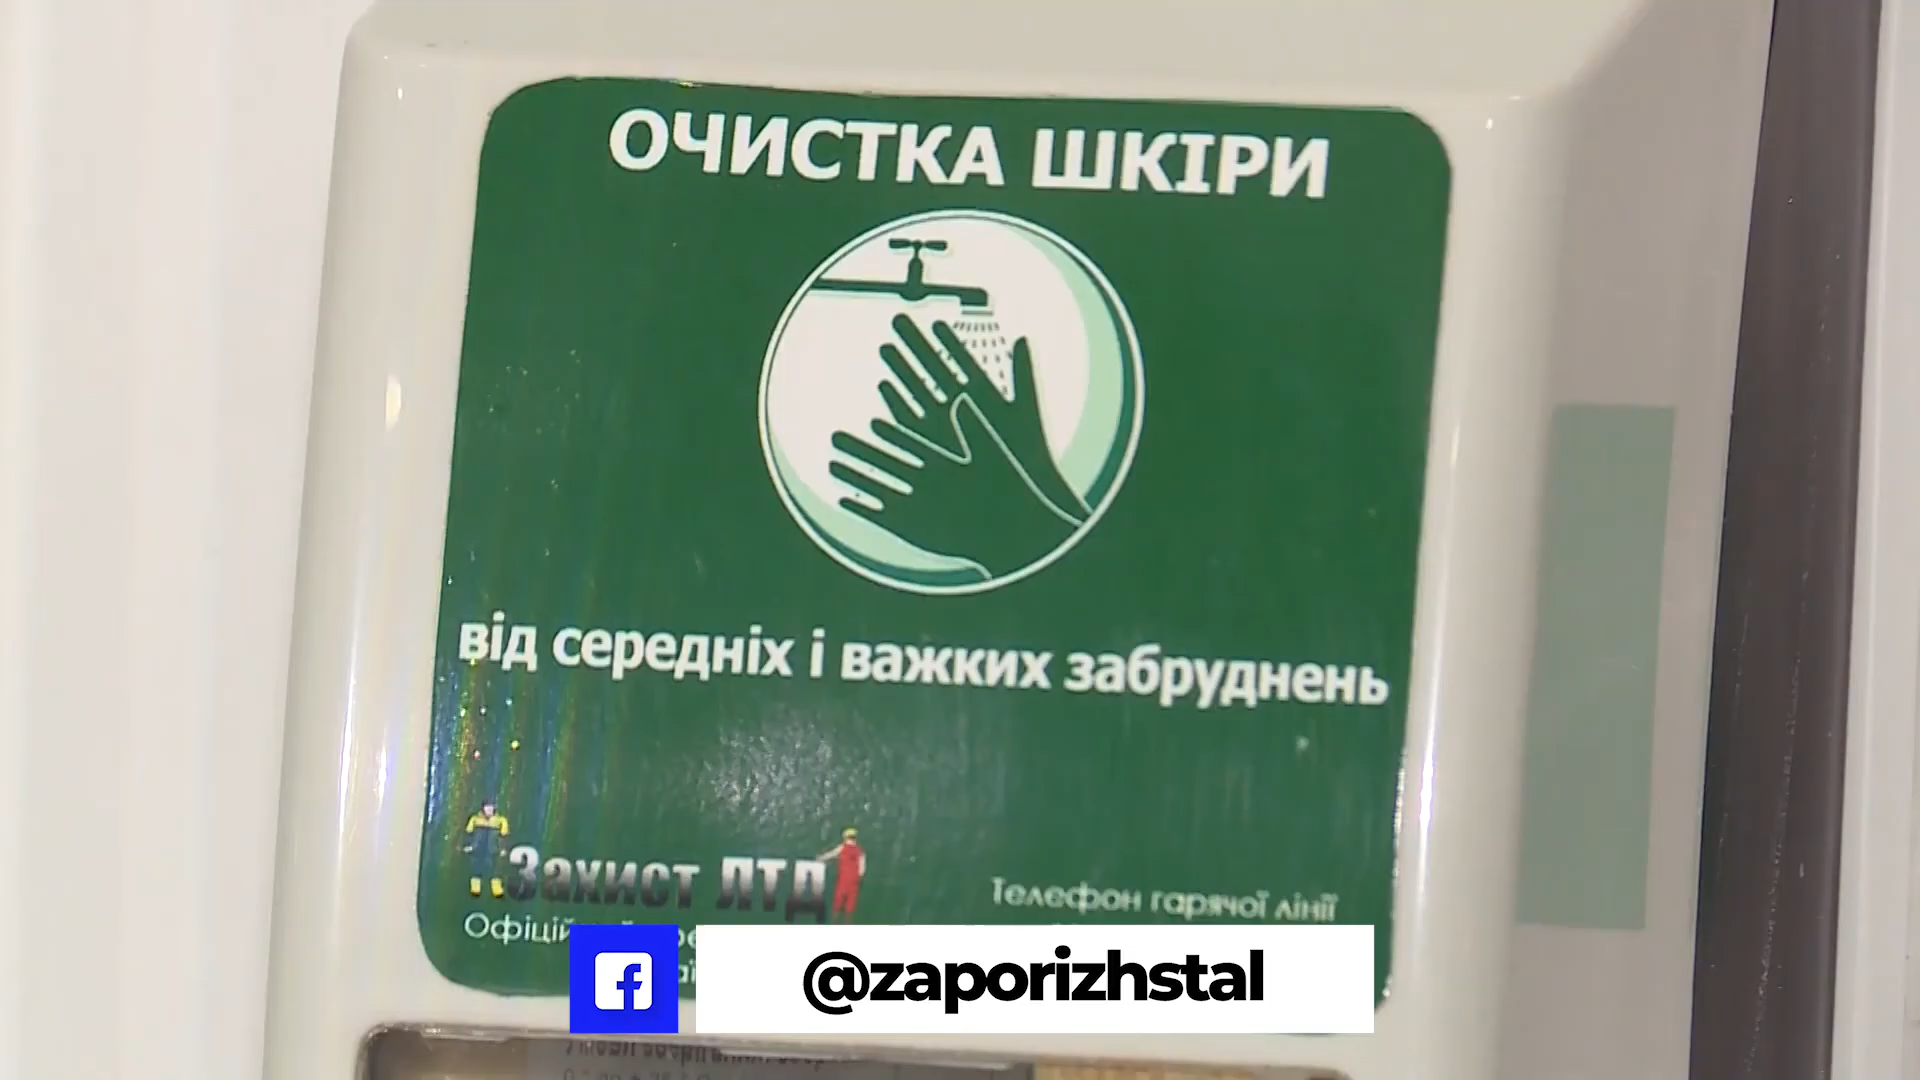 ОЧИСТКА ШКІРИ
від середніх і важких забруднень
Захист ЛТД
Телефон гарячої лінії
@zaporizhstal